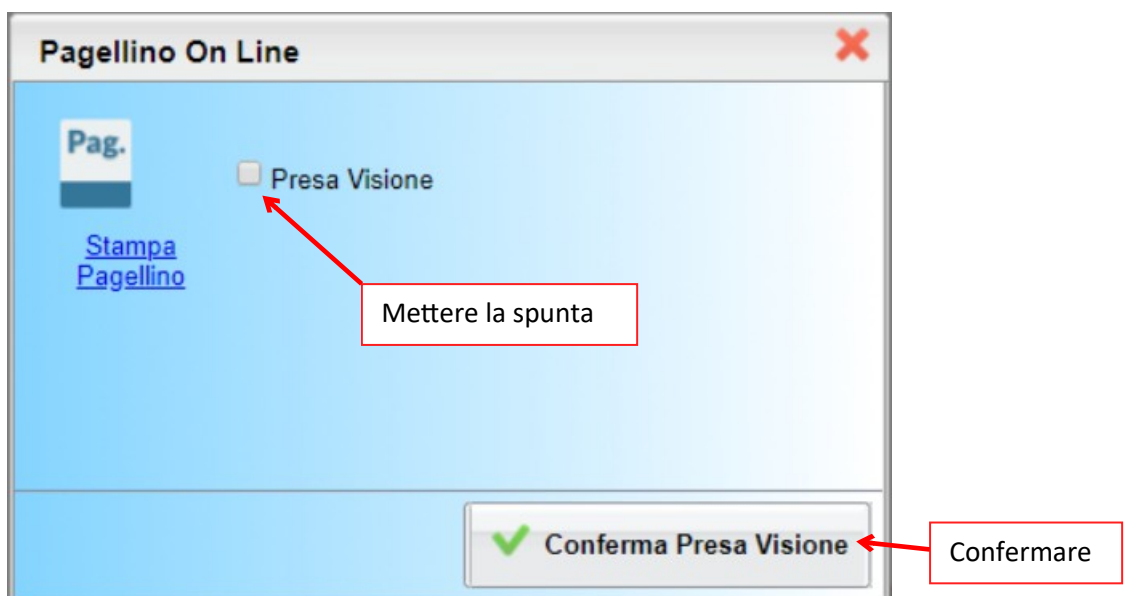 Pagellino On Line
Pag.
Presa Visione
Stampa
Pagellino
Mettere la spunta
Conferma Presa Visione
Confermare